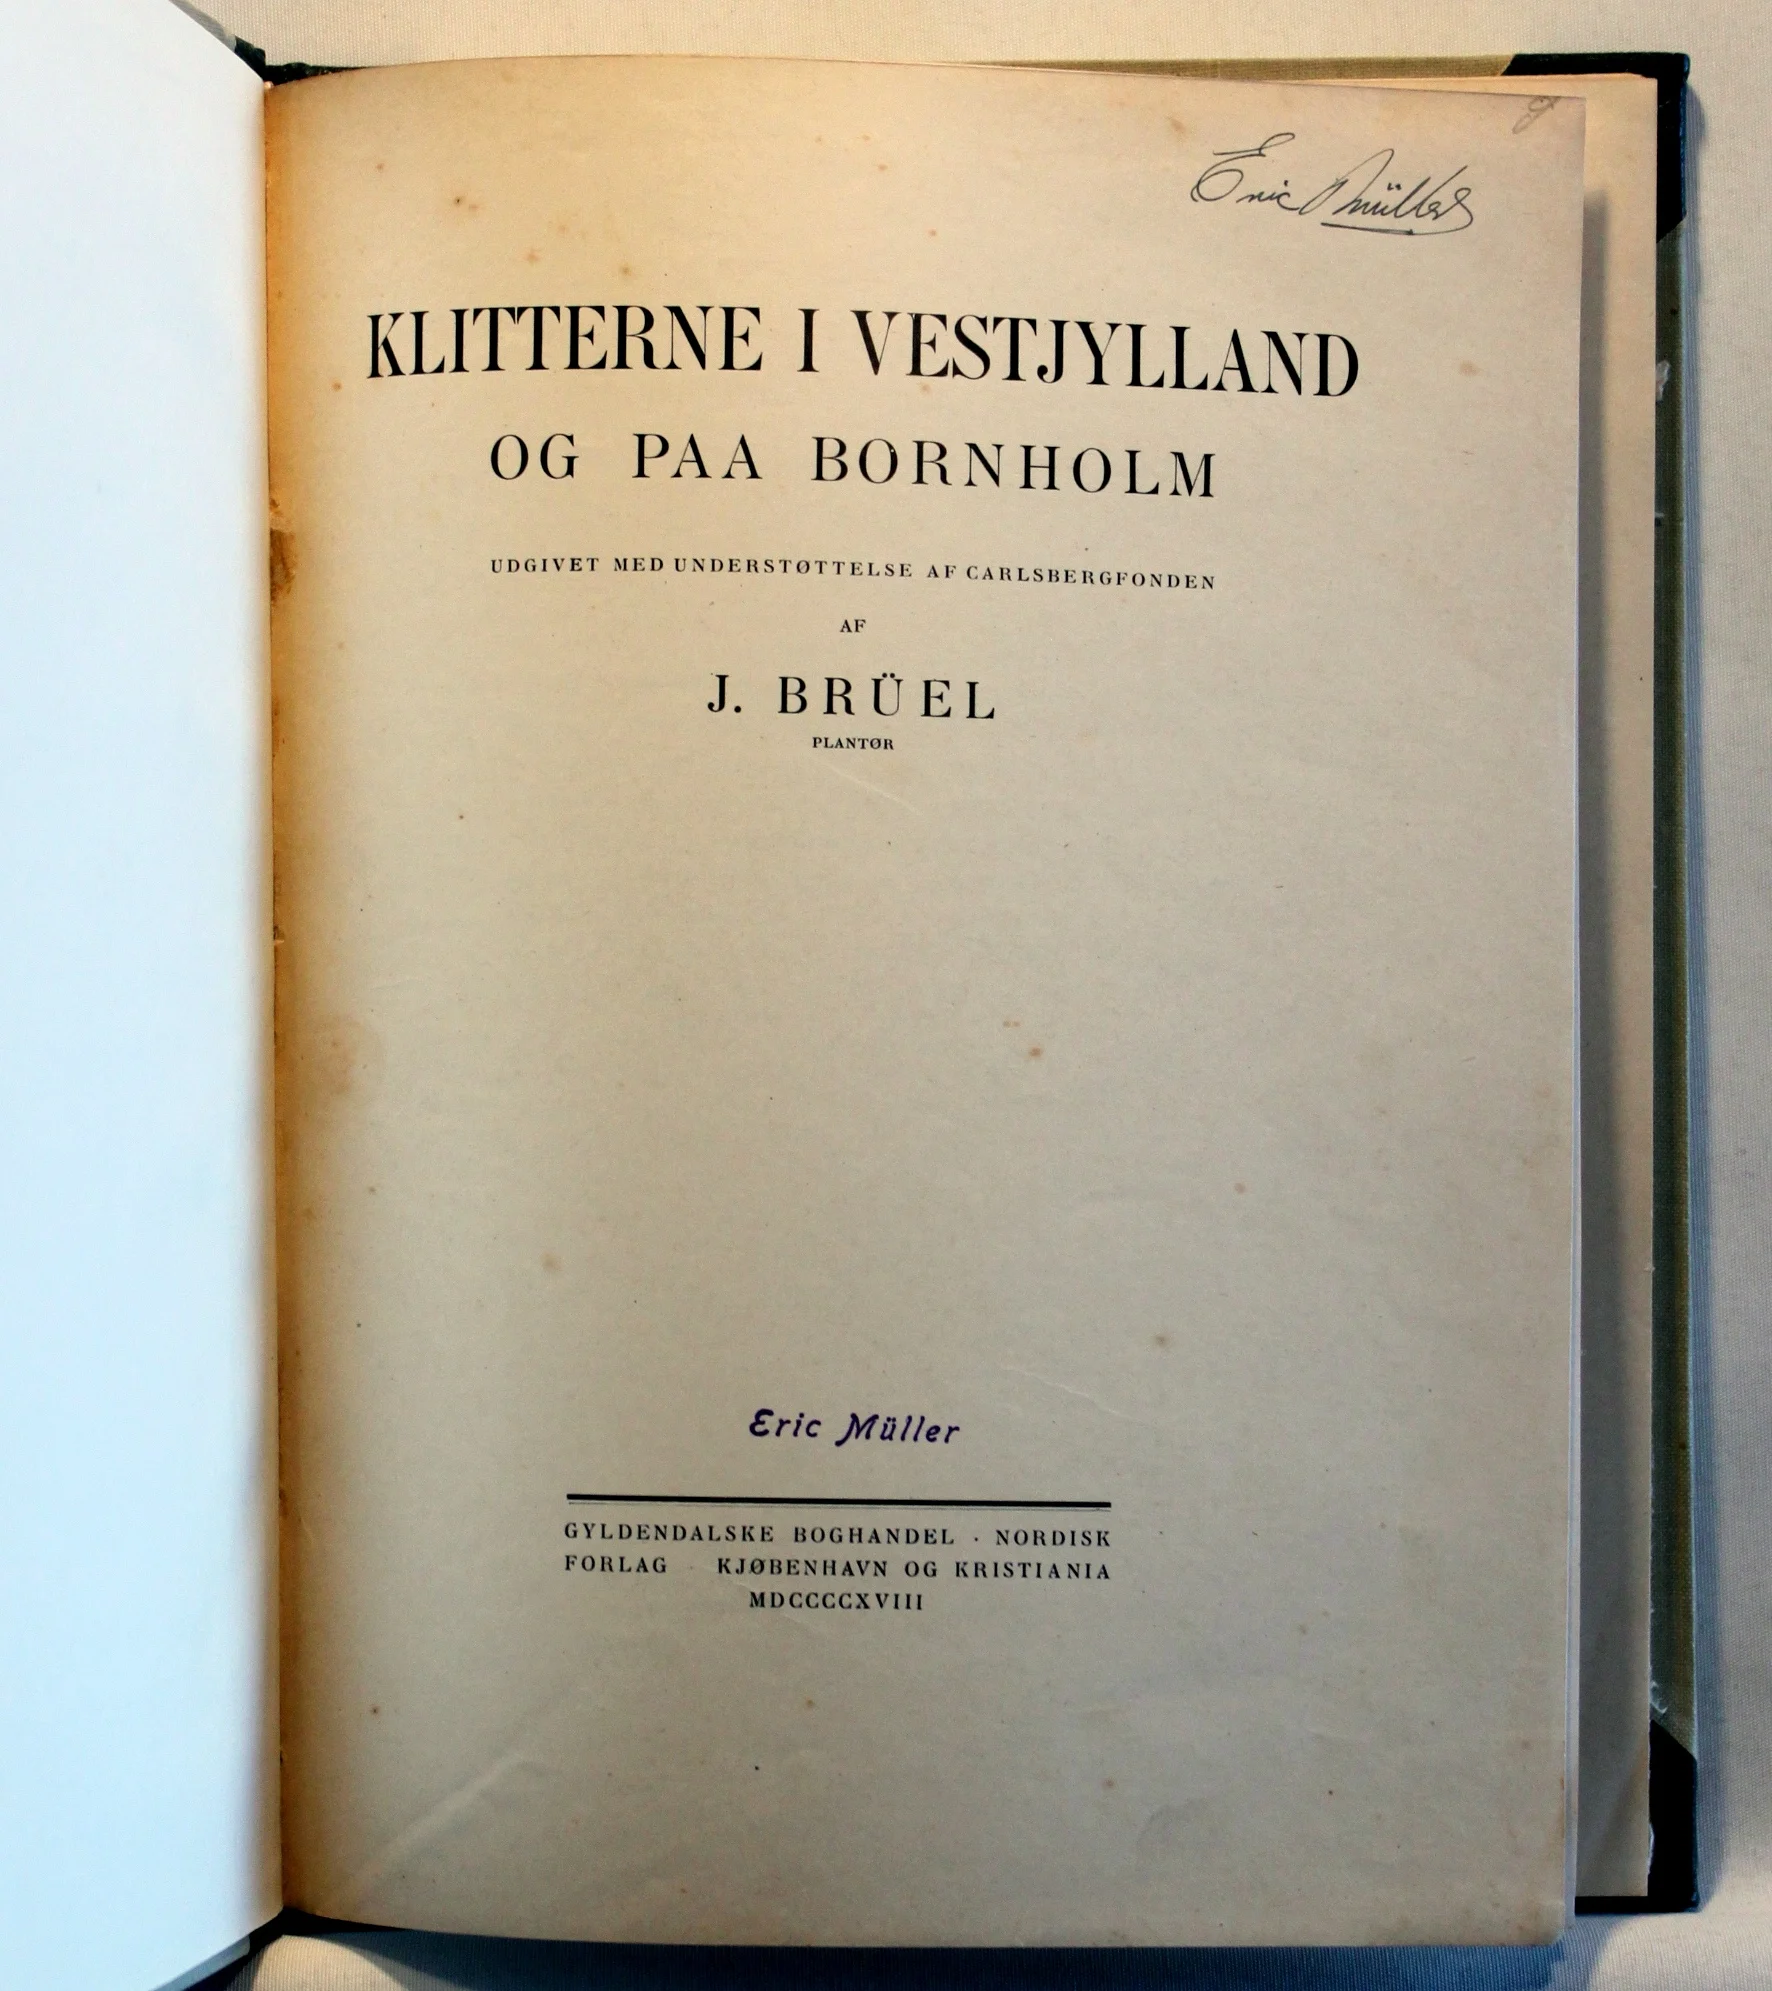 Eric Müller
KLITTERNE I VESTJYLLAND
OG PAA BORNHOLM
UDGIVET MED UNDERSTØTTELSE AF CARLSBERGFONDEN
AF
J. BRÜEL
PLANTØR
Eric Müller
GYLDENDALSKE BOGHANDEL · NORDISK
FORLAG KJØBENHAVN OG KRISTIANIA
MDCCCCXVIII